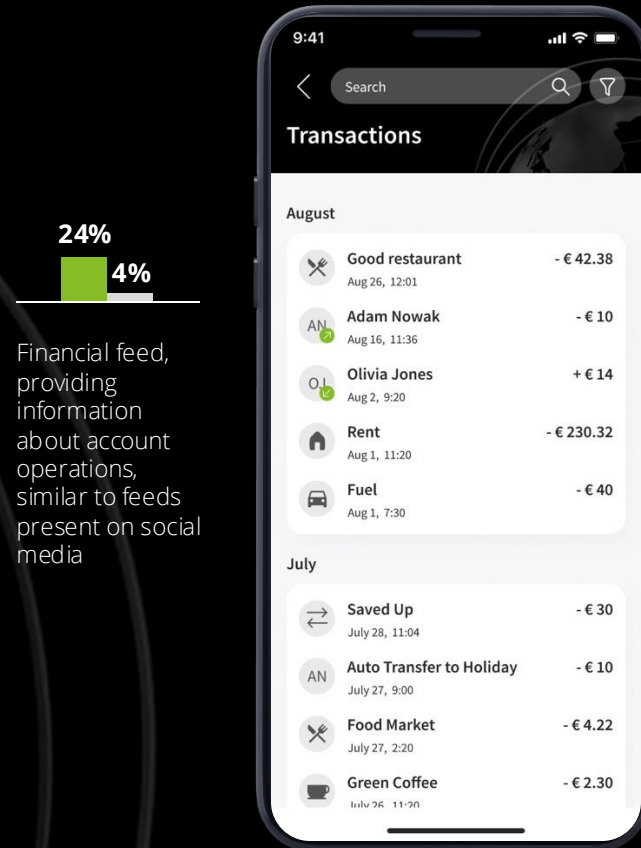 24%
4%
Financial feed,
providing
information
about account
operations,
similar to feeds
present on social
media
9:41
Search
Transactions
August
Good restaurant - € 42.38
Aug 26, 12:01
AN Adam Nowak - € 10
Aug 16, 11:36
OJ Olivia Jones + € 14
Aug 2, 9:20
Rent - € 230.32
Aug 1, 11:20
Fuel - € 40
Aug 1, 7:30
July
Saved Up - € 30
July 28, 11:04
AN Auto Transfer to Holiday - € 10
July 27, 9:00
Food Market - € 4.22
July 27, 2:20
Green Coffee - € 2.30
July 26, 11:20